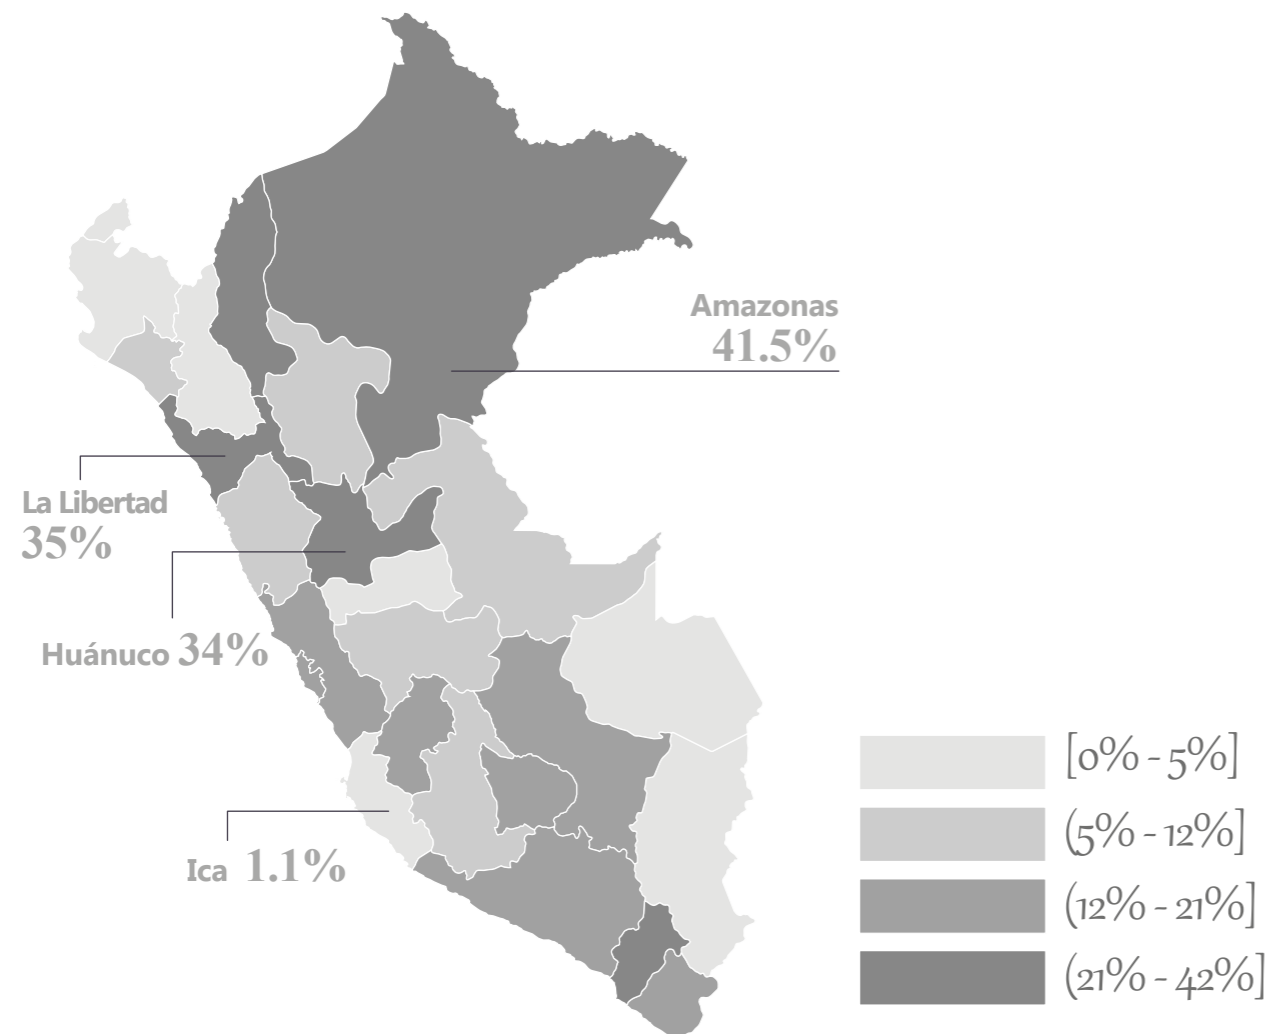 Amazonas
41.5%
La Libertad
35%
Huánuco 34%
Ica 1.1%
[0% - 5%]
(5% - 12%]
(12% - 21%]
(21% - 42%]